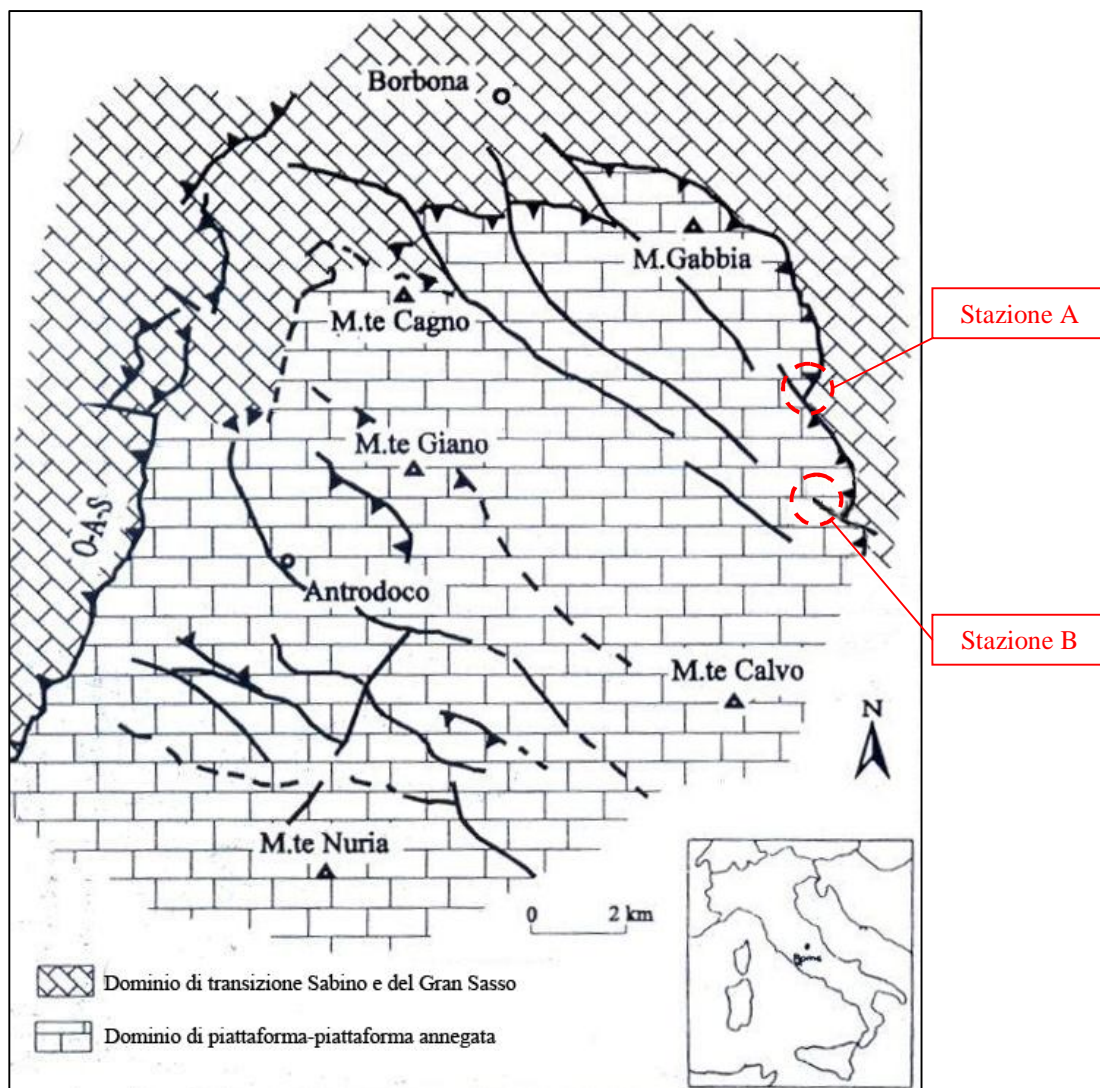 Borbona
M.Gabbia
Stazione A
M.te Cagno
M.te Giano
O-A-S
Antrodoco
Stazione B
M.te Calvo
N
M.te Nuria
0 2 km
Roma
Dominio di transizione Sabino e del Gran Sasso
Dominio di piattaforma-piattaforma annegata